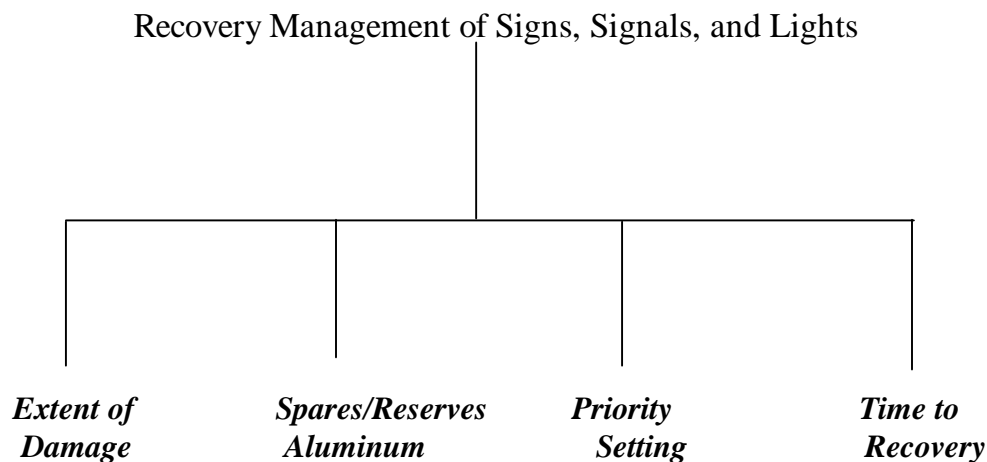 Recovery Management of Signs, Signals, and Lights
Extent of
Damage
Spares/Reserves
Aluminum
Priority
Setting
Time to
Recovery